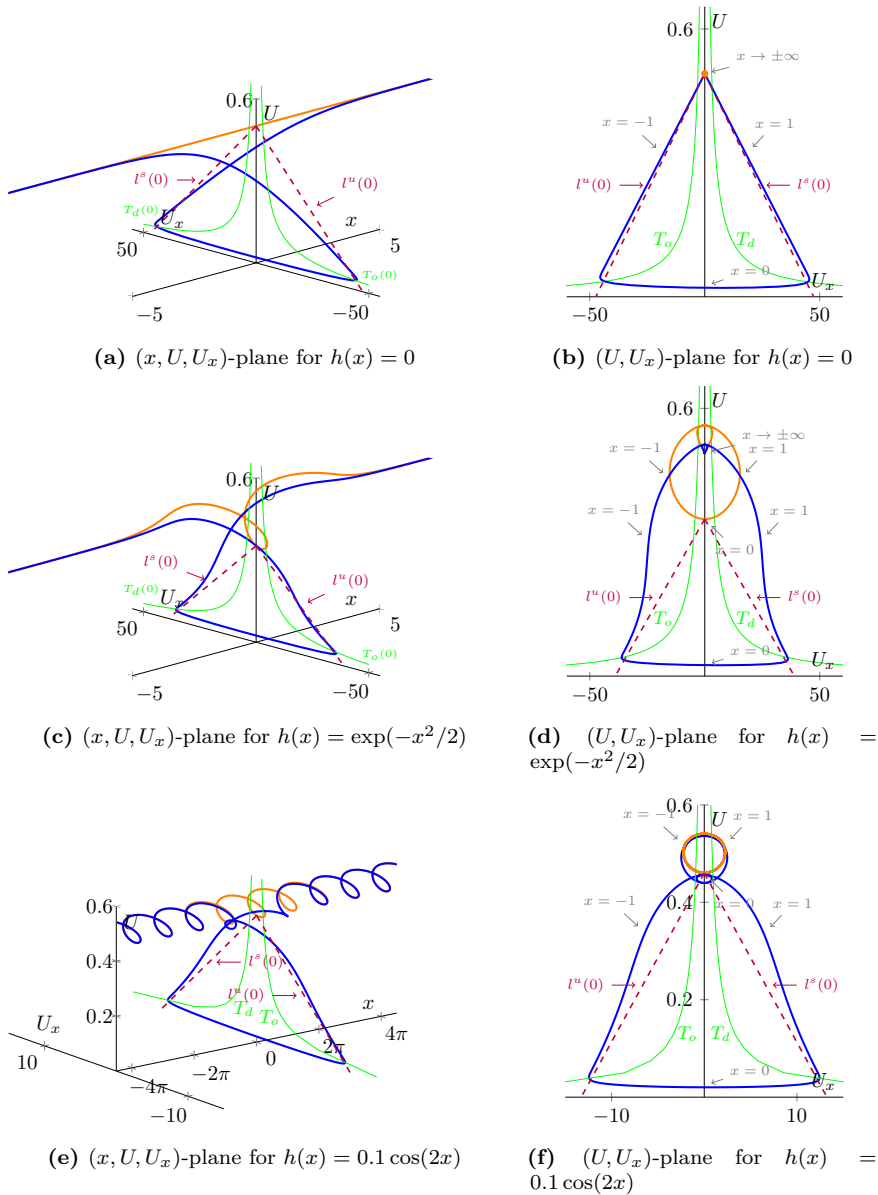 0.6
U
l^s(0)
l^u(0)
T_d(0)
U_x
x
50
5
T_o(0)
−5
−50
(a) (x, U, U_x)-plane for h(x) = 0
U
0.6
x → ±∞
x = −1
x = 1
l^u(0)
l^s(0)
T_o
T_d
x = 0
U_x
−50
50
(b) (U, U_x)-plane for h(x) = 0
0.6
U
l^s(0)
l^u(0)
T_d(0)
U_x
x
50
5
T_o(0)
−5
−50
(c) (x, U, U_x)-plane for h(x) = exp(−x²/2)
U
0.6
x → ±∞
x = −1
x = 1
x = −1
x = 1
x = 0
l^u(0)
l^s(0)
T_o
T_d
U_x
x = 0
−50
50
(d) (U, U_x)-plane for h(x) =
exp(−x²/2)
0.6
U
0.4
l^s(0)
0.2
l^u(0)
T_d
T_o
x
U_x
4π
10
2π
0
−2π
−4π
−10
(e) (x, U, U_x)-plane for h(x) = 0.1 cos(2x)
0.6
U
x = −1
x = 1
0.4
x = −1
x = 0
x = 1
l^u(0)
l^s(0)
0.2
T_o
T_d
x = 0
U_x
−10
10
(f) (U, U_x)-plane for h(x) =
0.1 cos(2x)